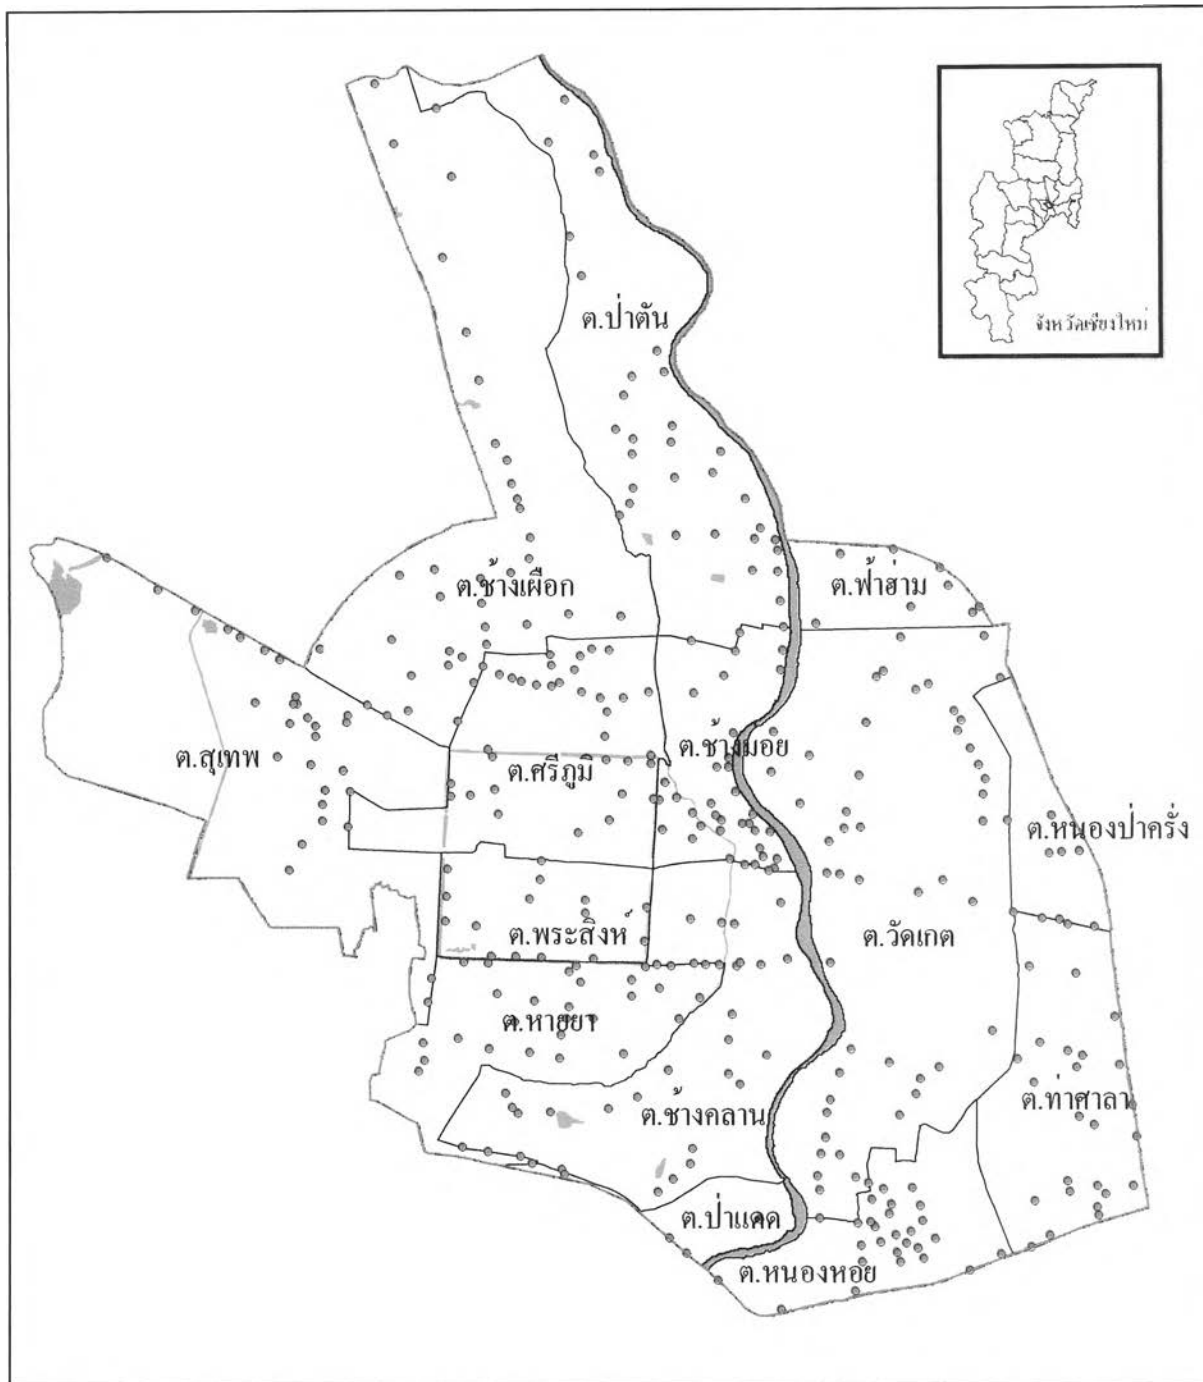 จังหวัดเชียงใหม่
ต.ป่าตัน
ต.ช้างเผือก
ต.ฟ้าฮ่าม
ต.สุเทพ
ต.ศรีภูมิ
ต.ช้างมอย
ต.หนองป่าครั่ง
ต.พระสิงห์
ต.วัดเกต
ต.หายยา
ต.ช้างคลาน
ต.ท่าศาลา
ต.ป่าแดด
ต.หนองหอย